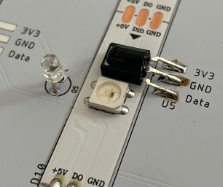 +5V DO GND
+5V DIN GND
3V3
GND
Data
3V3
GND
Data
U5
D10
+5V DO GND